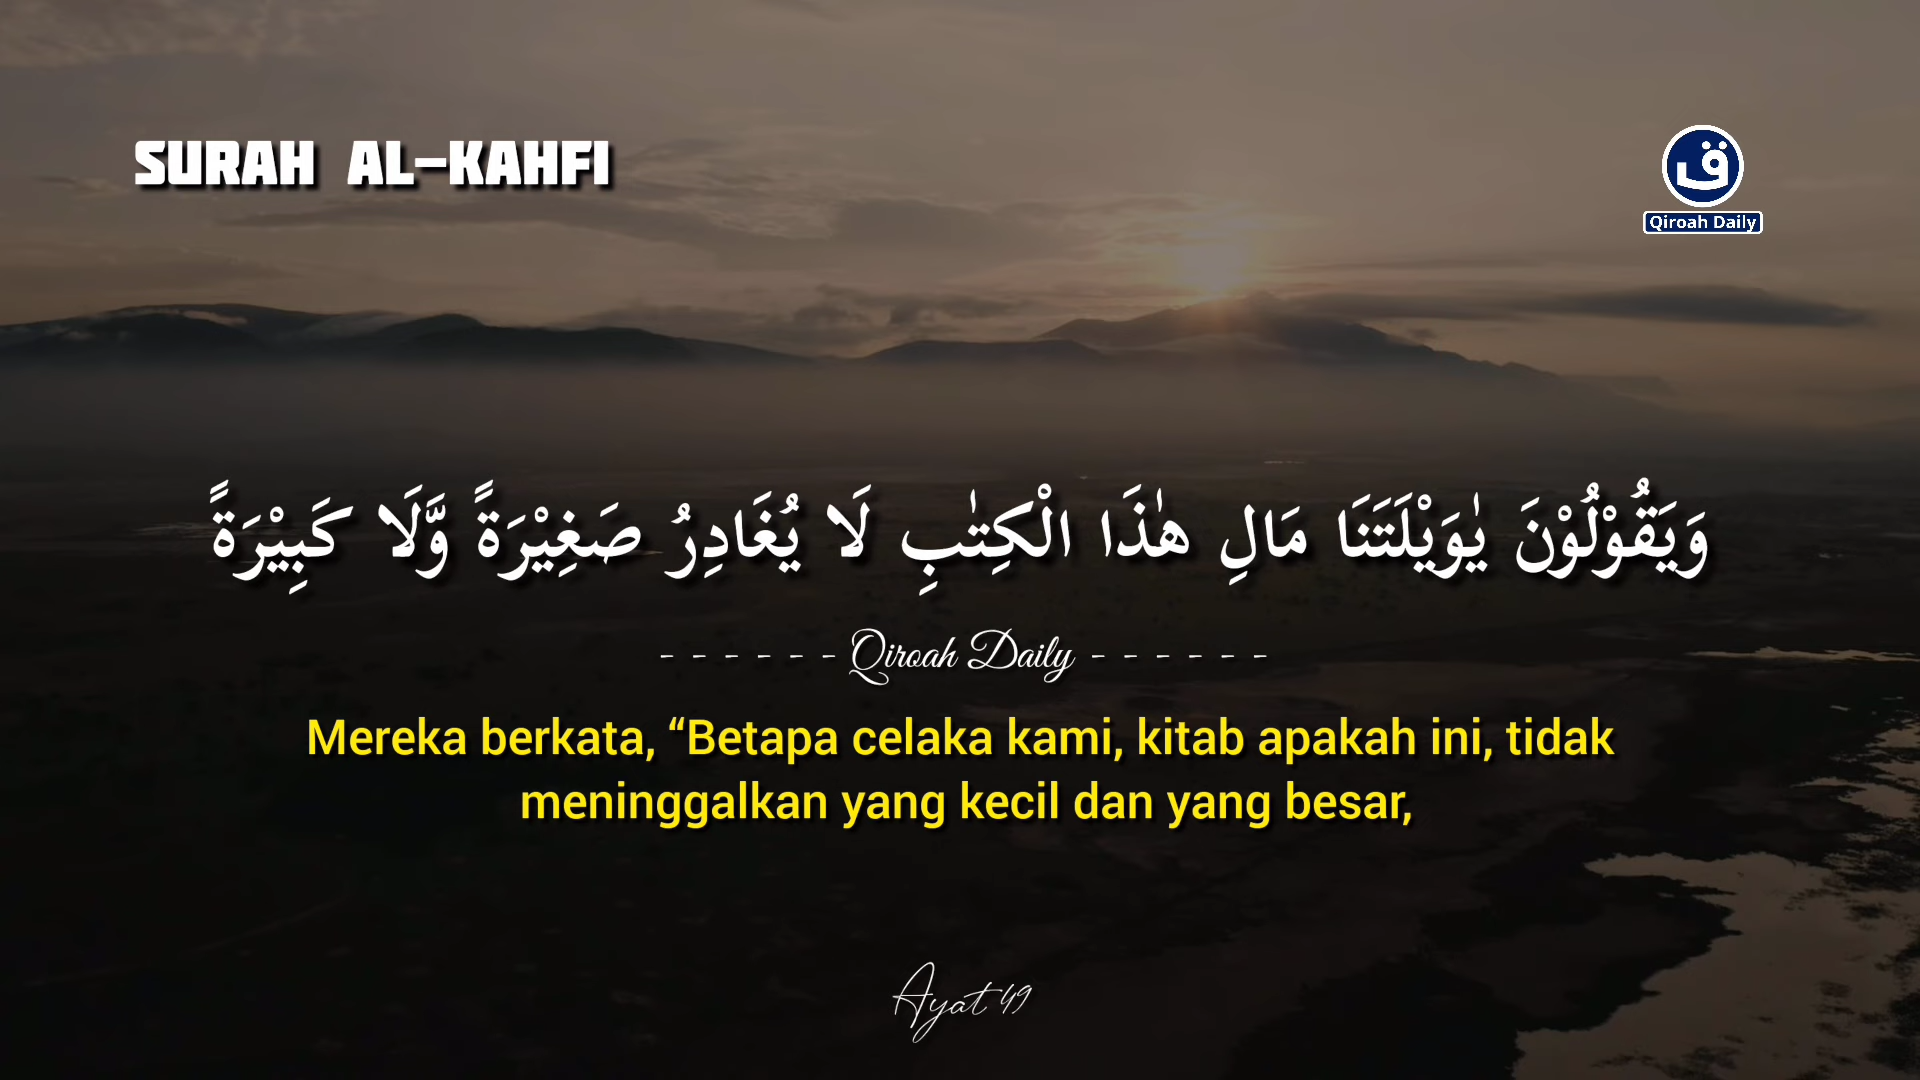 SURAH AL-KAHFI
ق
Qiroah Daily
وَيَقُوْلُوْنَ يٰوَيْلَتَنَا مَالِ هٰذَا الْكِتٰبِ لَا يُغَادِرُ صَغِيْرَةً وَّلَا كَبِيْرَةً
- - - - - - Qiroah Daily - - - - - -
Mereka berkata, “Betapa celaka kami, kitab apakah ini, tidak
meninggalkan yang kecil dan yang besar,
Ayat 49